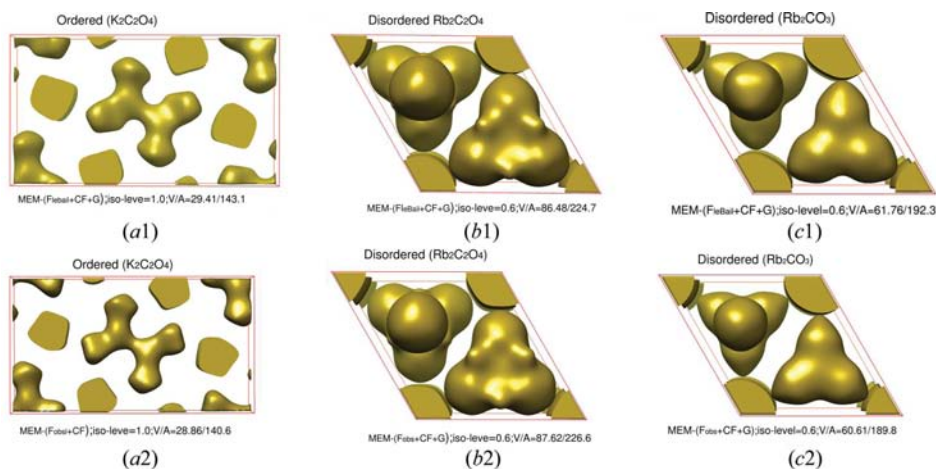 Ordered (K2C2O4)
Disordered Rb2C2O4
Disordered (Rb2CO3)
MEM-(Flebail+CF+G);iso-leve=1.0;V/A=29.41/143.1
MEM-(FleBail+CF+G);iso-leve=0.6;V/A=86.48/224.7
MEM-(FleBail+CF+G);iso-level=0.6;V/A=61.76/192.3
(a1)
(b1)
(c1)
Ordered (K2C2O4)
Disordered (Rb2C2O4)
Disordered (Rb2CO3)
MEM-(Fobsl+CF);iso-leve=1.0;V/A=28.86/140.6
MEM-(Fobs+CF+G);iso-leve=0.6;V/A=87.62/226.6
MEM-(Fobs+CF+G);iso-level=0.6;V/A=60.61/189.8
(a2)
(b2)
(c2)